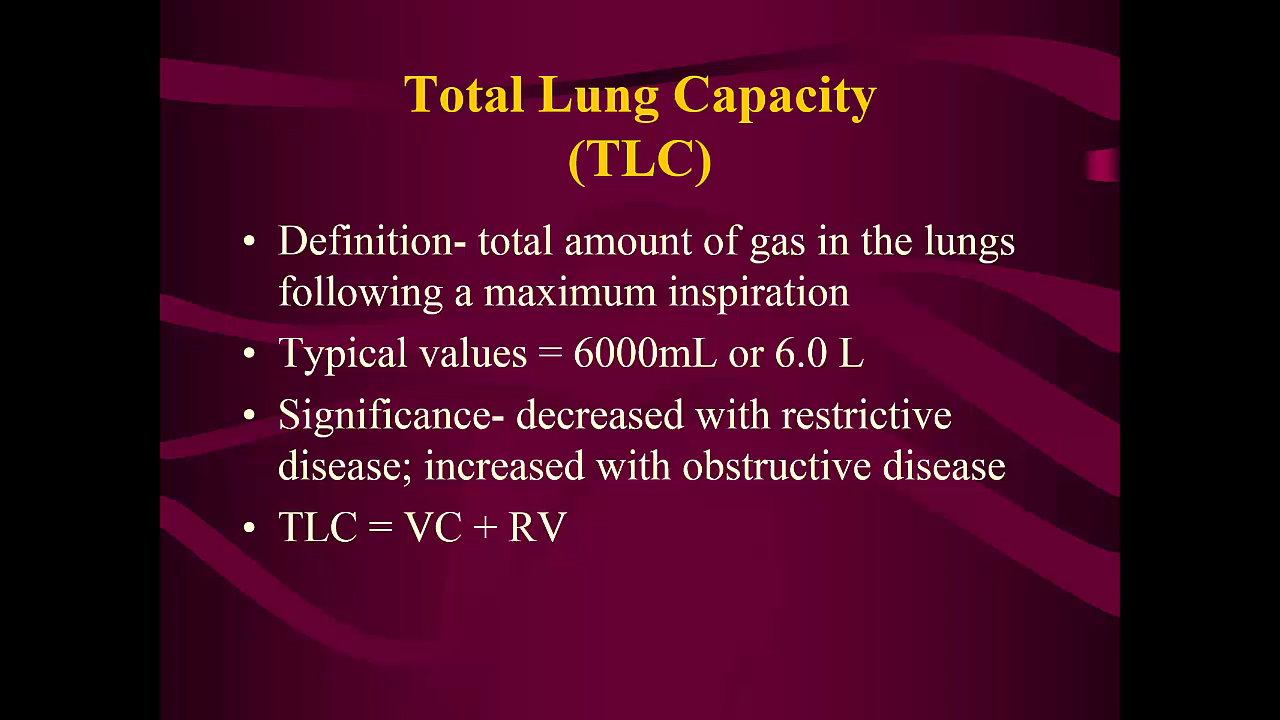 Total Lung Capacity
(TLC)
• Definition- total amount of gas in the lungs
following a maximum inspiration
• Typical values = 6000mL or 6.0 L
• Significance- decreased with restrictive
disease; increased with obstructive disease
• TLC = VC + RV